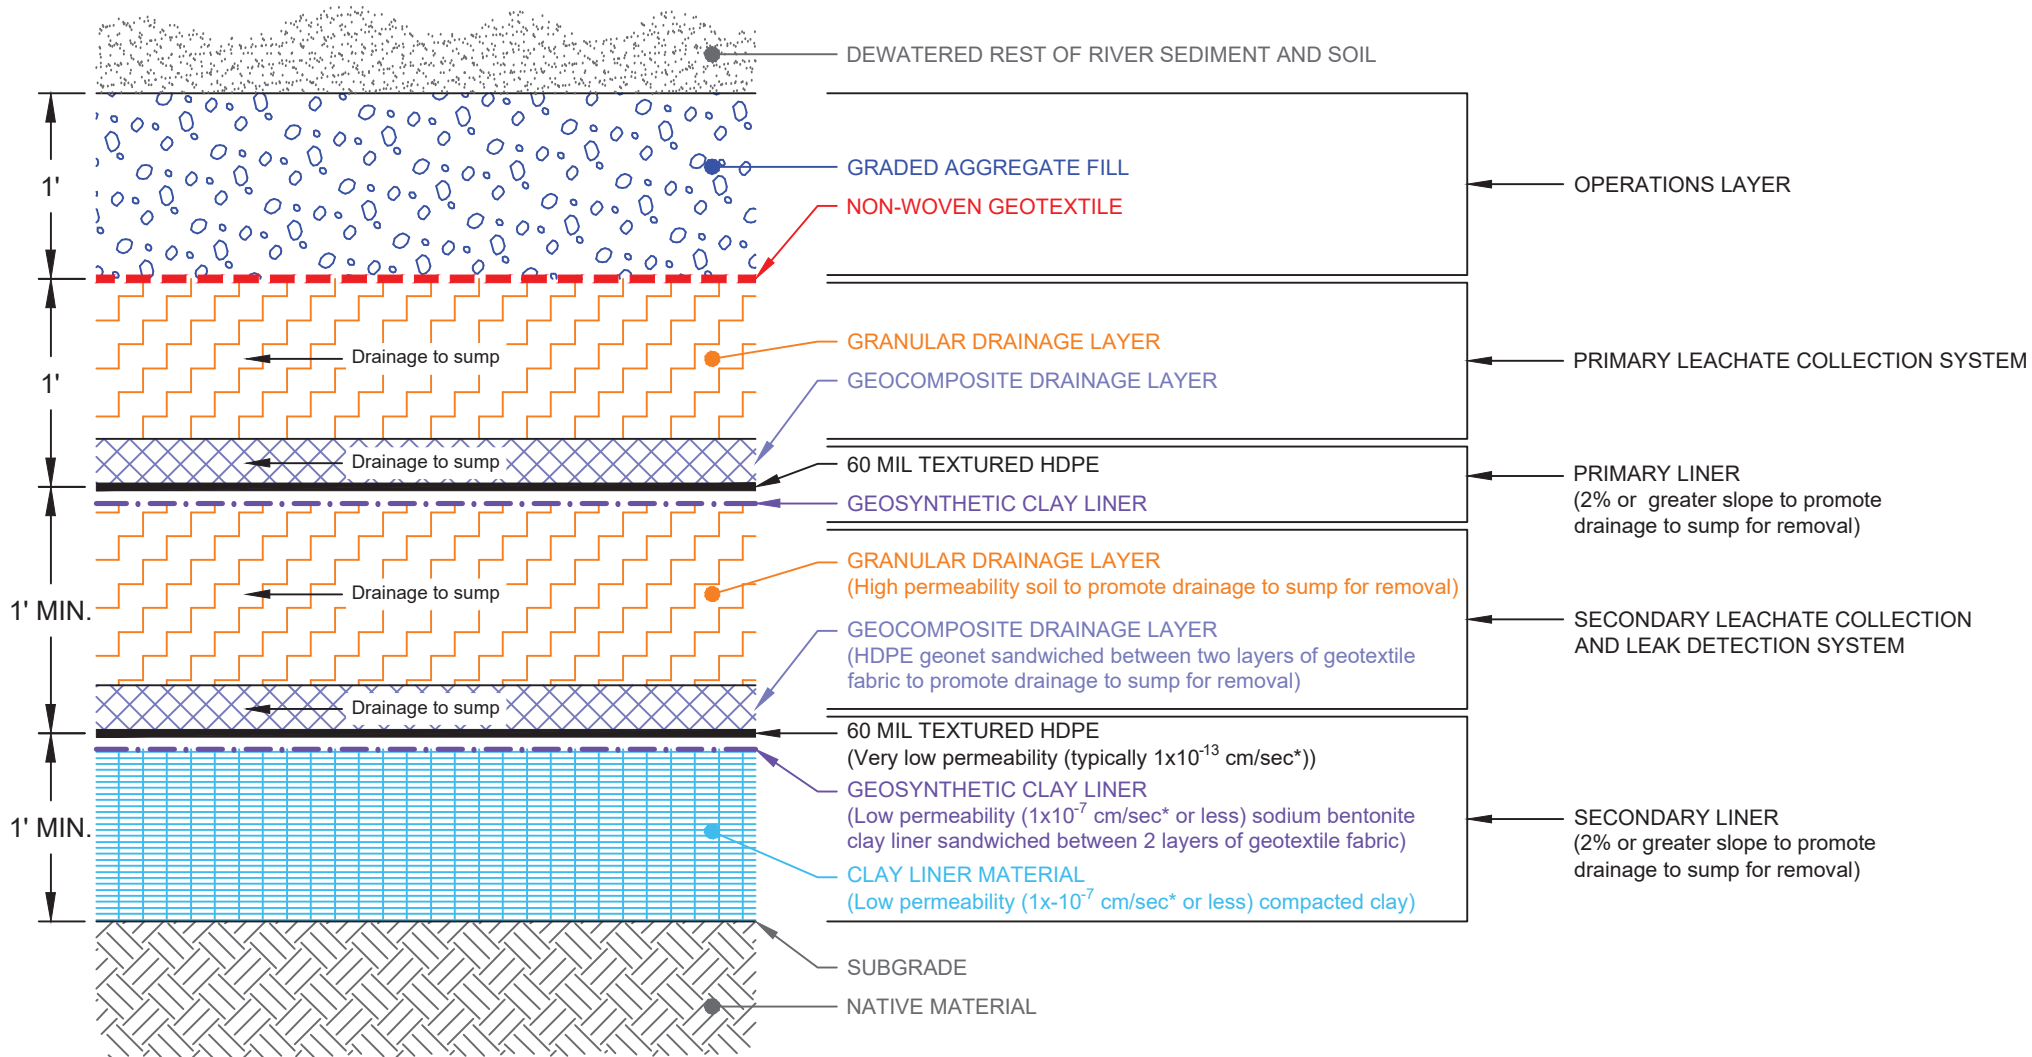 DEWATERED REST OF RIVER SEDIMENT AND SOIL
1'
GRADED AGGREGATE FILL
NON-WOVEN GEOTEXTILE
OPERATIONS LAYER
1'
Drainage to sump
GRANULAR DRAINAGE LAYER
GEOCOMPOSITE DRAINAGE LAYER
PRIMARY LEACHATE COLLECTION SYSTEM
Drainage to sump
60 MIL TEXTURED HDPE
GEOSYNTHETIC CLAY LINER
PRIMARY LINER
(2% or greater slope to promote
drainage to sump for removal)
1' MIN.
Drainage to sump
GRANULAR DRAINAGE LAYER
(High permeability soil to promote drainage to sump for removal)
GEOCOMPOSITE DRAINAGE LAYER
(HDPE geonet sandwiched between two layers of geotextile
fabric to promote drainage to sump for removal)
SECONDARY LEACHATE COLLECTION
AND LEAK DETECTION SYSTEM
Drainage to sump
1' MIN.
60 MIL TEXTURED HDPE
(Very low permeability (typically 1x10⁻¹³ cm/sec*))
GEOSYNTHETIC CLAY LINER
(Low permeability (1x10⁻⁷ cm/sec* or less) sodium bentonite
clay liner sandwiched between 2 layers of geotextile fabric)
CLAY LINER MATERIAL
(Low permeability (1x-10⁻⁷ cm/sec* or less) compacted clay)
SECONDARY LINER
(2% or greater slope to promote
drainage to sump for removal)
SUBGRADE
NATIVE MATERIAL